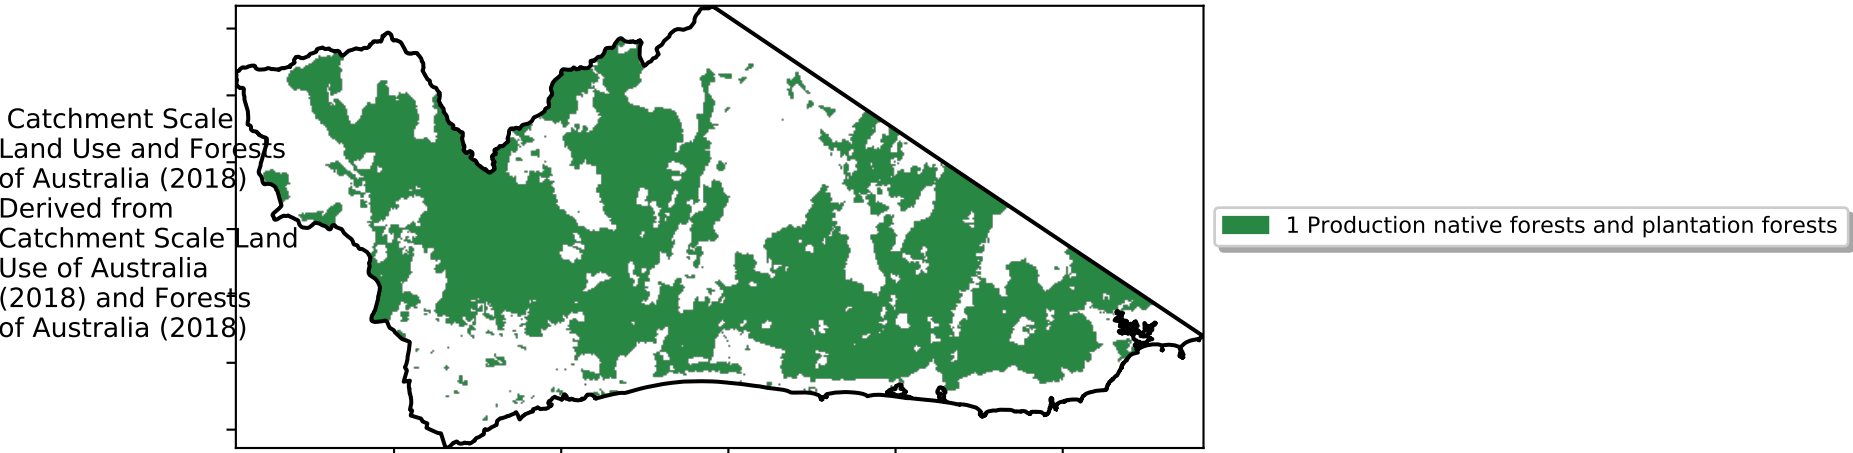 Catchment Scale
Land Use and Forests
of Australia (2018)
Derived from
Catchment Scale Land
Use of Australia
(2018) and Forests
of Australia (2018)
1 Production native forests and plantation forests